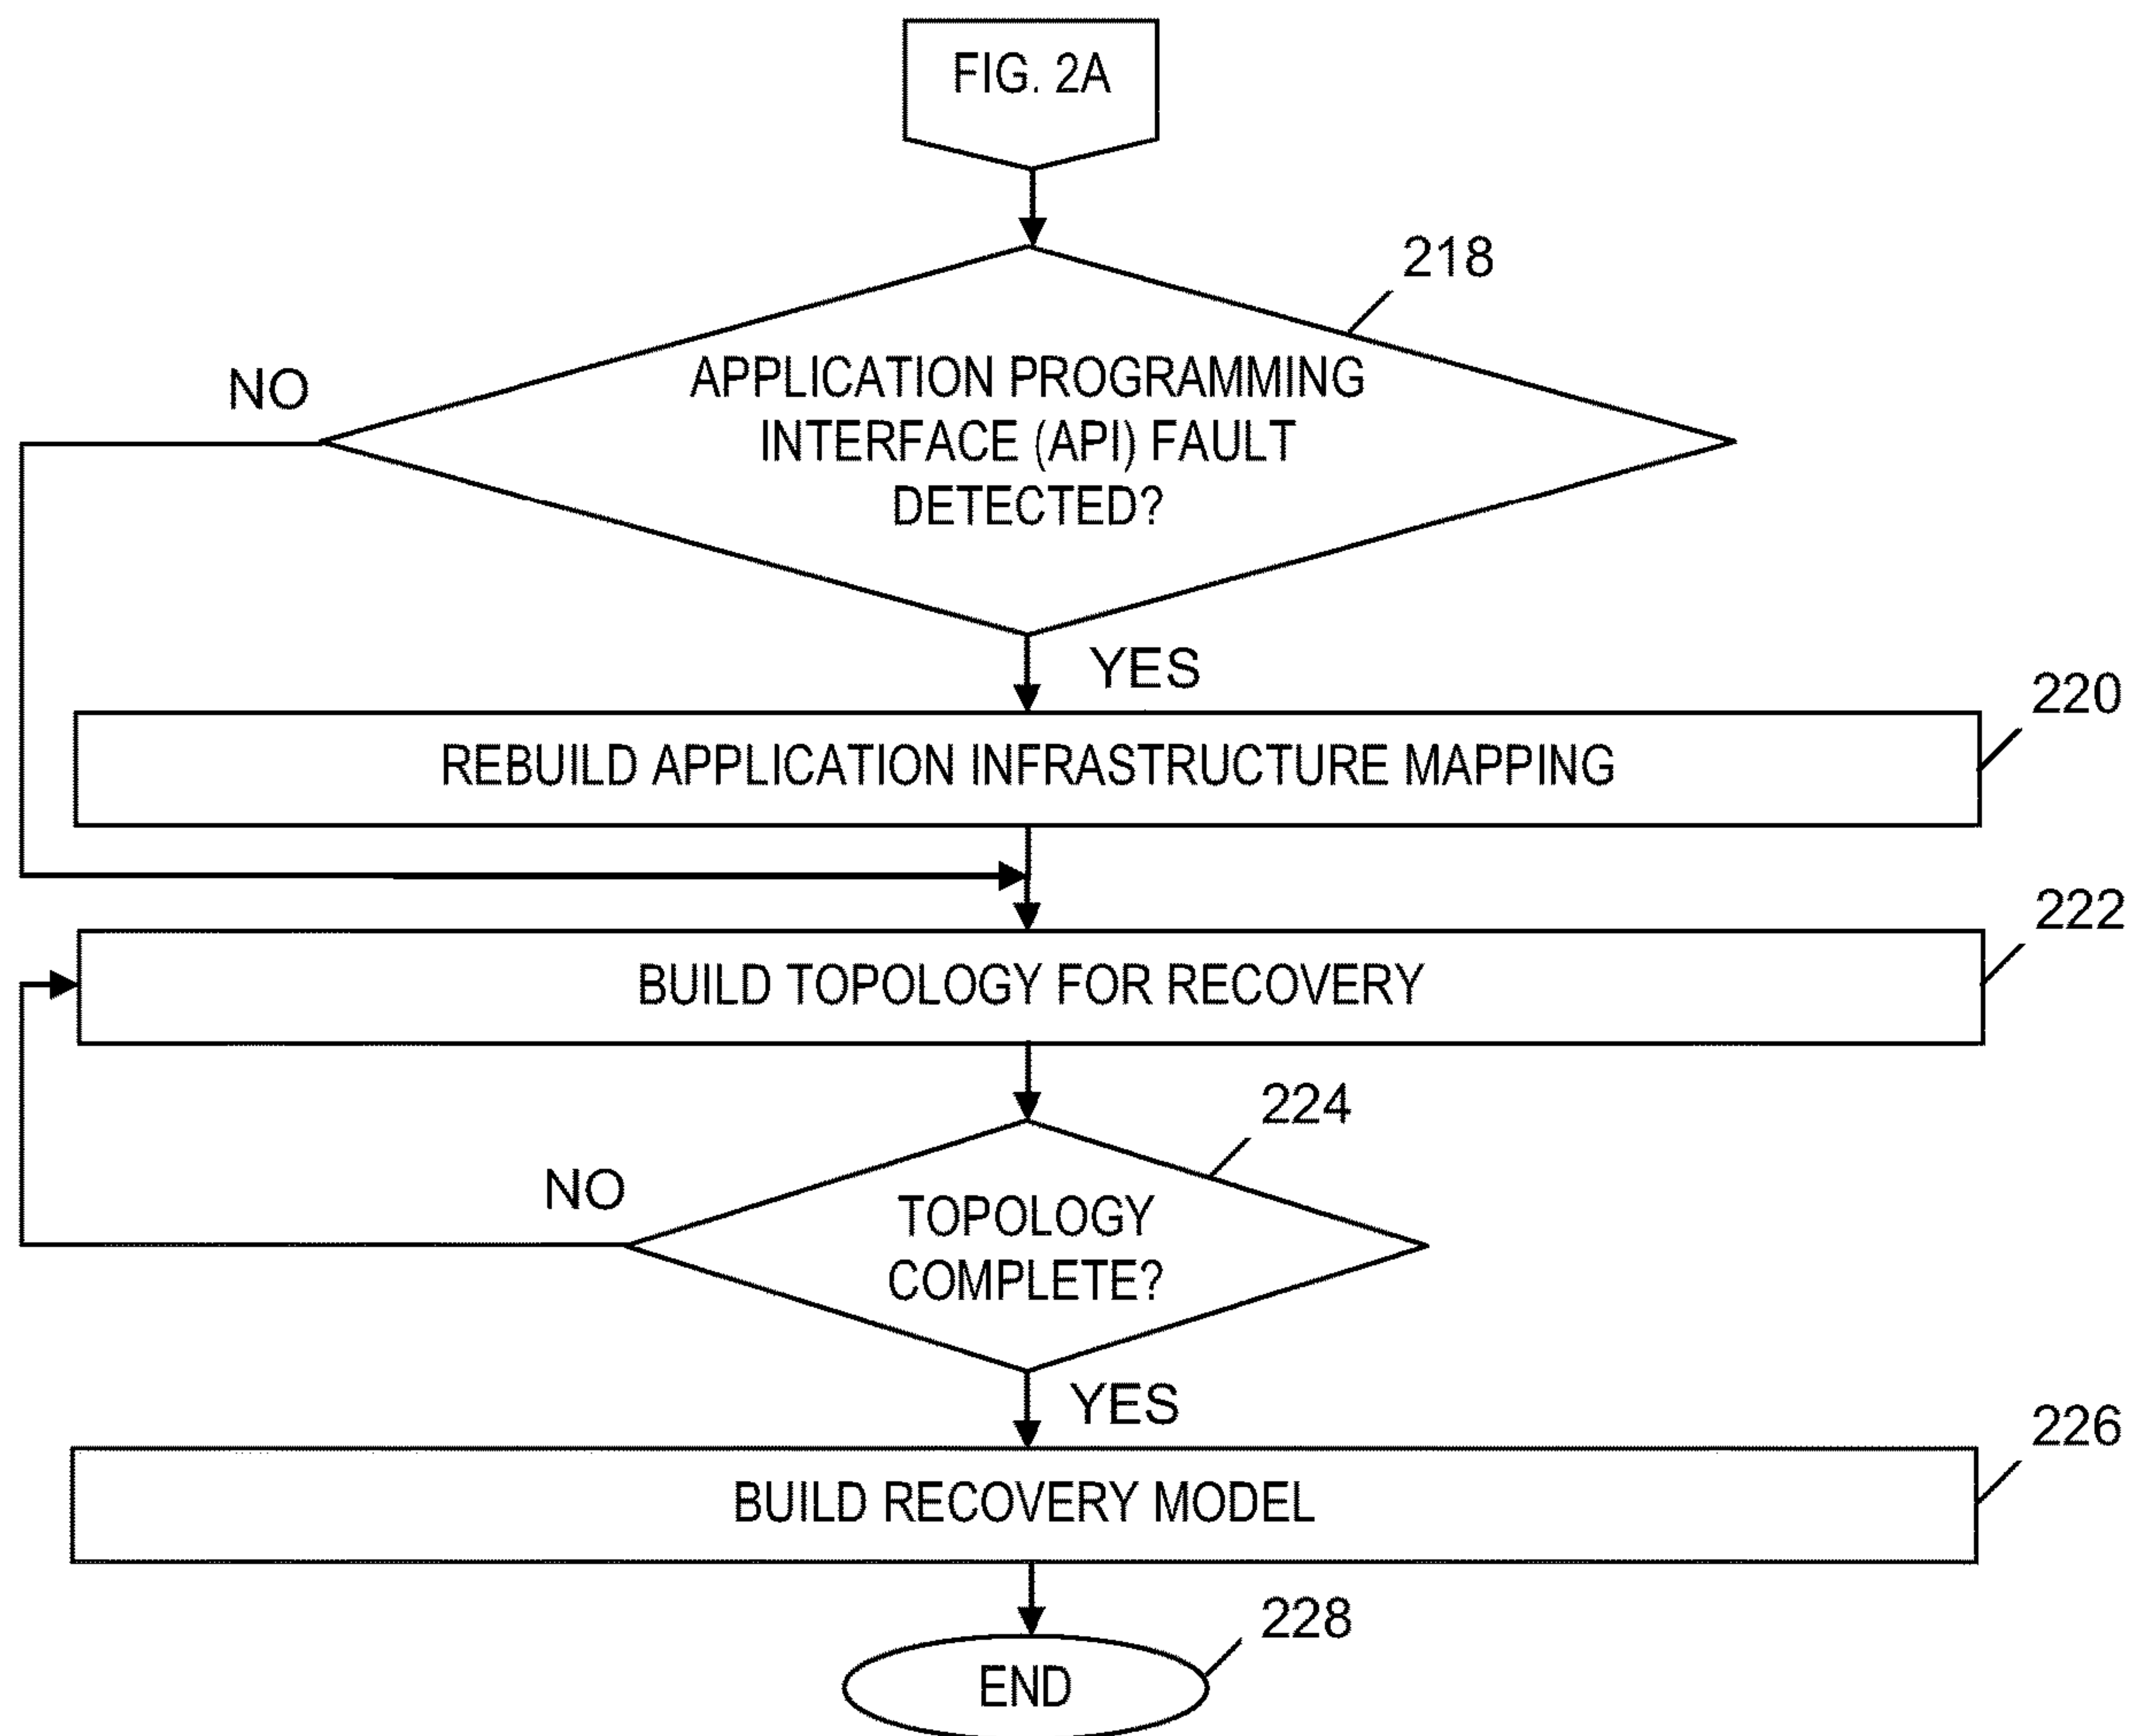 FIG. 2A
218
NO
APPLICATION PROGRAMMING
INTERFACE (API) FAULT
DETECTED?
YES
220
REBUILD APPLICATION INFRASTRUCTURE MAPPING
222
BUILD TOPOLOGY FOR RECOVERY
224
NO
TOPOLOGY
COMPLETE?
YES
226
BUILD RECOVERY MODEL
228
END